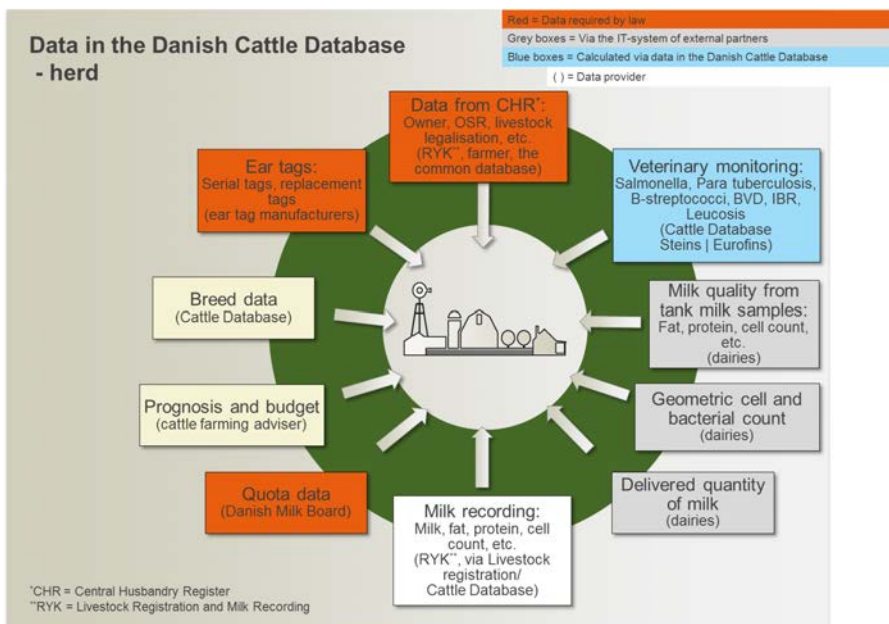 Data in the Danish Cattle Database
- herd
Red = Data required by law
Grey boxes = Via the IT-system of external partners
Blue boxes = Calculated via data in the Danish Cattle Database
( ) = Data provider
Data from CHR*:
Owner, OSR, livestock
legalisation, etc.
(RYK**, farmer, the
common database)
Ear tags:
Serial tags, replacement
tags
(ear tag manufacturers)
Veterinary monitoring:
Salmonella, Para tuberculosis,
B-streptococci, BVD, IBR,
Leucosis
(Cattle Database
Steins | Eurofins)
Breed data
(Cattle Database)
Milk quality from
tank milk samples:
Fat, protein, cell count,
etc.
(dairies)
Prognosis and budget
(cattle farming adviser)
Geometric cell and
bacterial count
(dairies)
Quota data
(Danish Milk Board)
Milk recording:
Milk, fat, protein, cell
count, etc.
(RYK**, via Livestock
registration/
Cattle Database)
Delivered quantity
of milk
(dairies)
*CHR = Central Husbandry Register
**RYK = Livestock Registration and Milk Recording